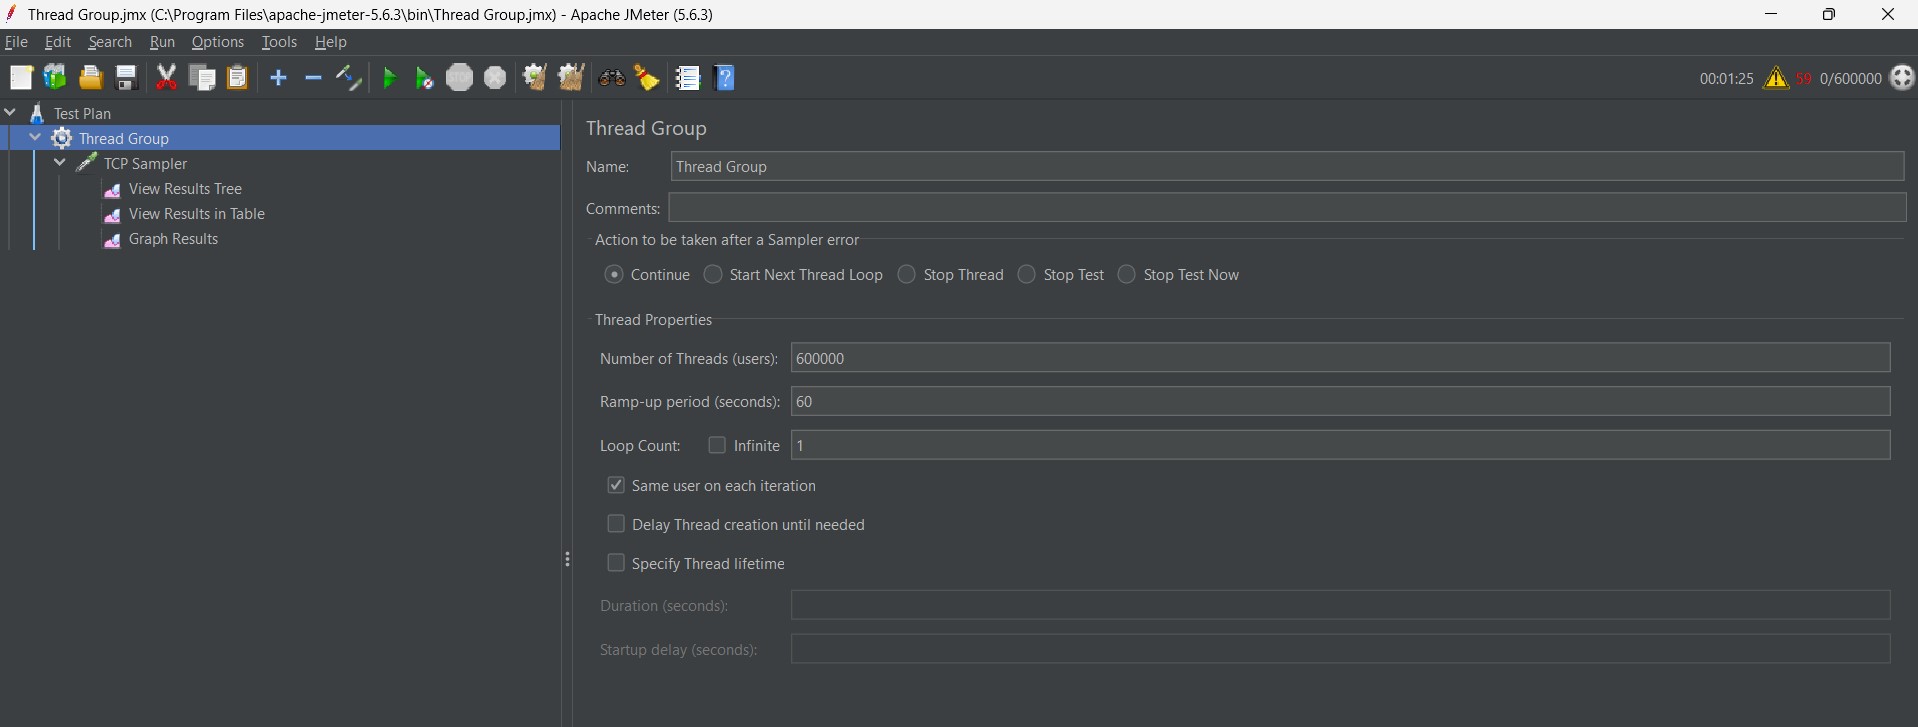 Thread Group.jmx (C:\Program Files\apache-jmeter-5.6.3\bin\Thread Group.jmx) - Apache JMeter (5.6.3)
File Edit Search Run Options Tools Help
STOP 00:01:25 59 0/600000
Test Plan
Thread Group
TCP Sampler
View Results Tree
View Results in Table
Graph Results
Thread Group
Name: Thread Group
Comments:
Action to be taken after a Sampler error
Continue Start Next Thread Loop Stop Thread Stop Test Stop Test Now
Thread Properties
Number of Threads (users): 600000
Ramp-up period (seconds): 60
Loop Count: Infinite 1
Same user on each iteration
Delay Thread creation until needed
Specify Thread lifetime
Duration (seconds):
Startup delay (seconds):